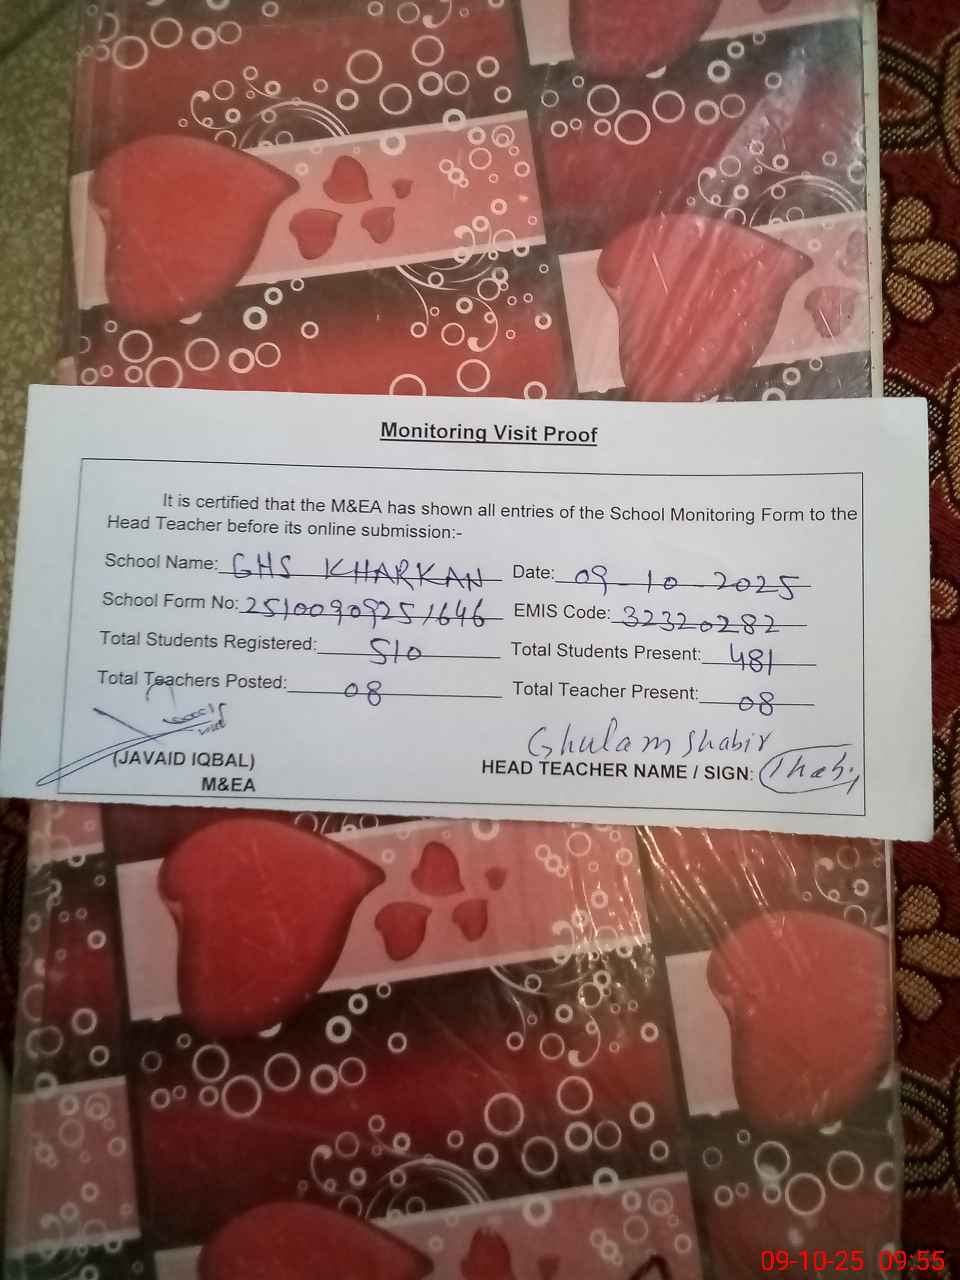 Monitoring Visit Proof
It is certified that the M&EA has shown all entries of the School Monitoring Form to the
Head Teacher before its online submission:-
School Name: GHS KHARKAN Date: 09-10-2025
School Form No: 25100909251646 EMIS Code: 32320282
Total Students Registered: 510 Total Students Present: 481
Total Teachers Posted: 08 Total Teacher Present: 08
Ghulam Shabir
(JAVAID IQBAL) HEAD TEACHER NAME / SIGN:
M&EA
09-10-25 09:55